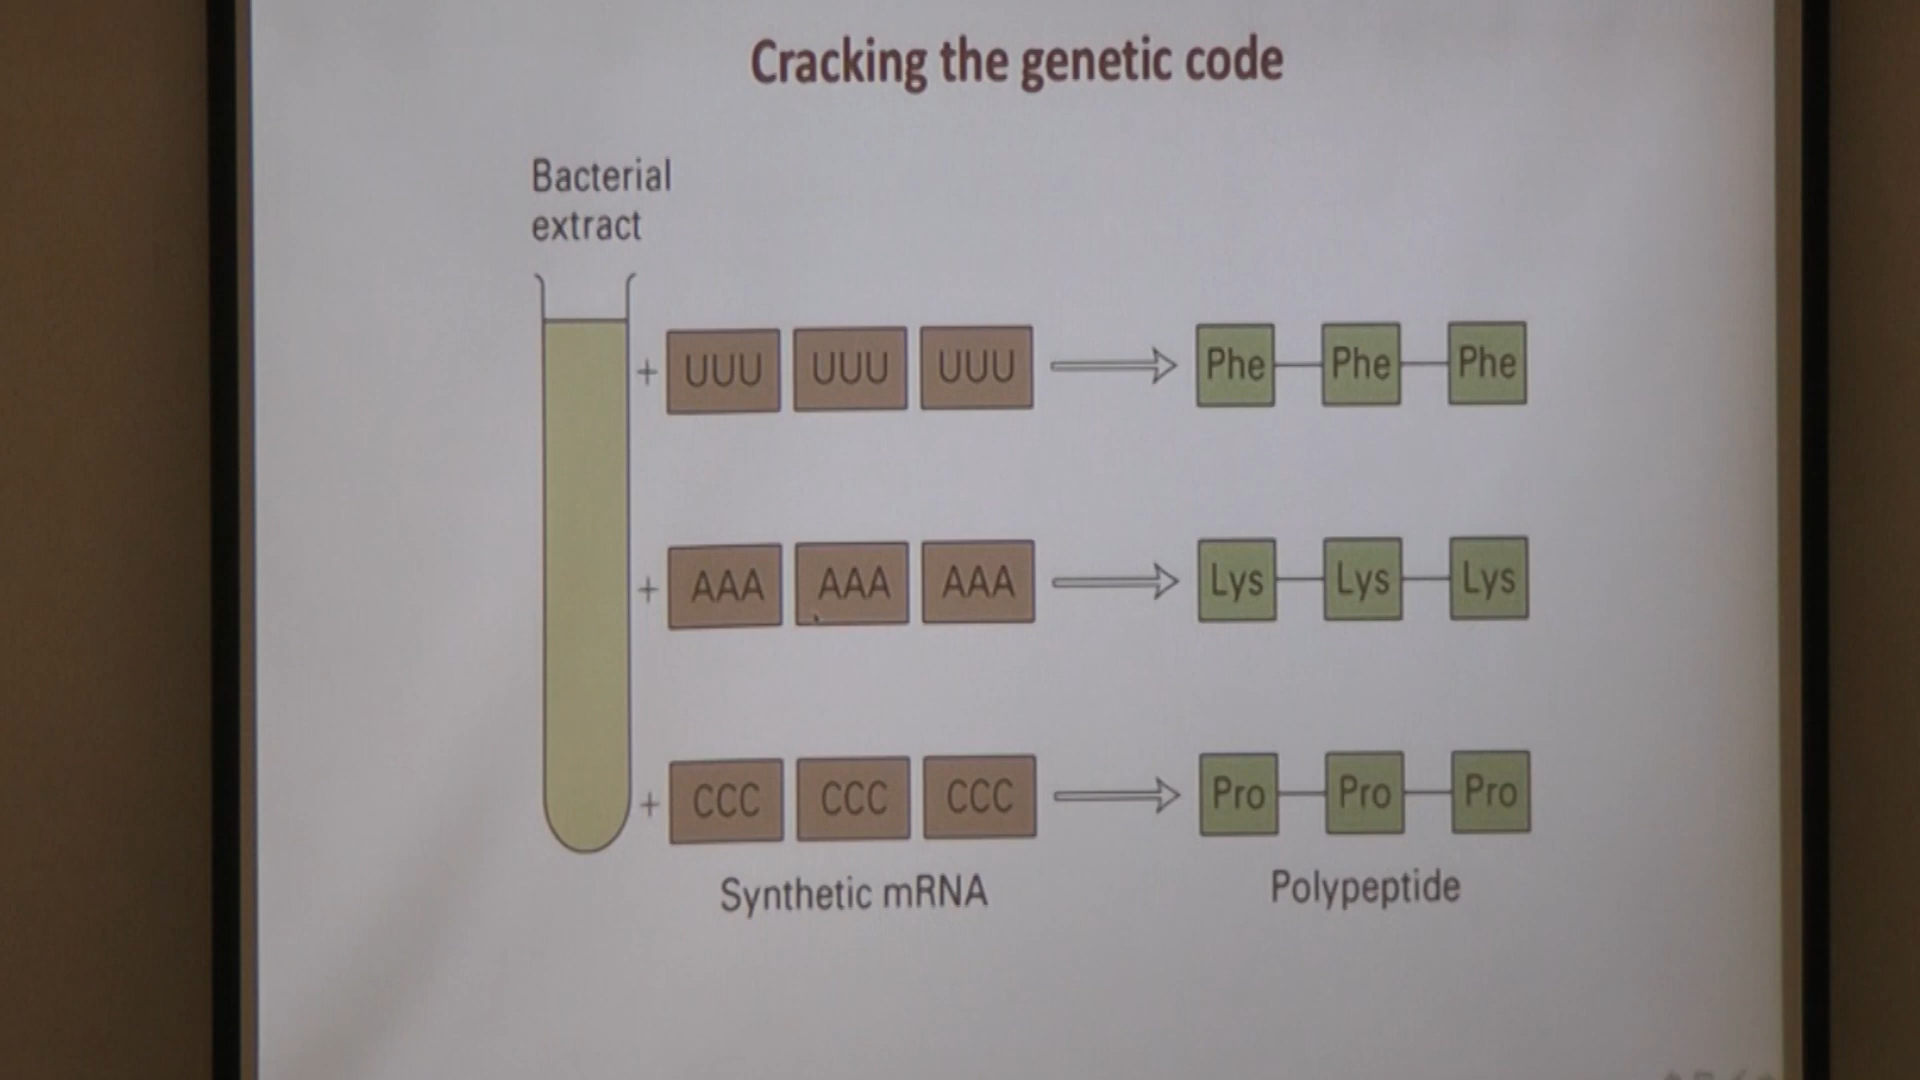 Cracking the genetic code
Bacterial
extract
+ UUU UUU UUU Phe Phe Phe
+ AAA AAA AAA Lys Lys Lys
+ CCC CCC CCC Pro Pro Pro
Synthetic mRNA Polypeptide